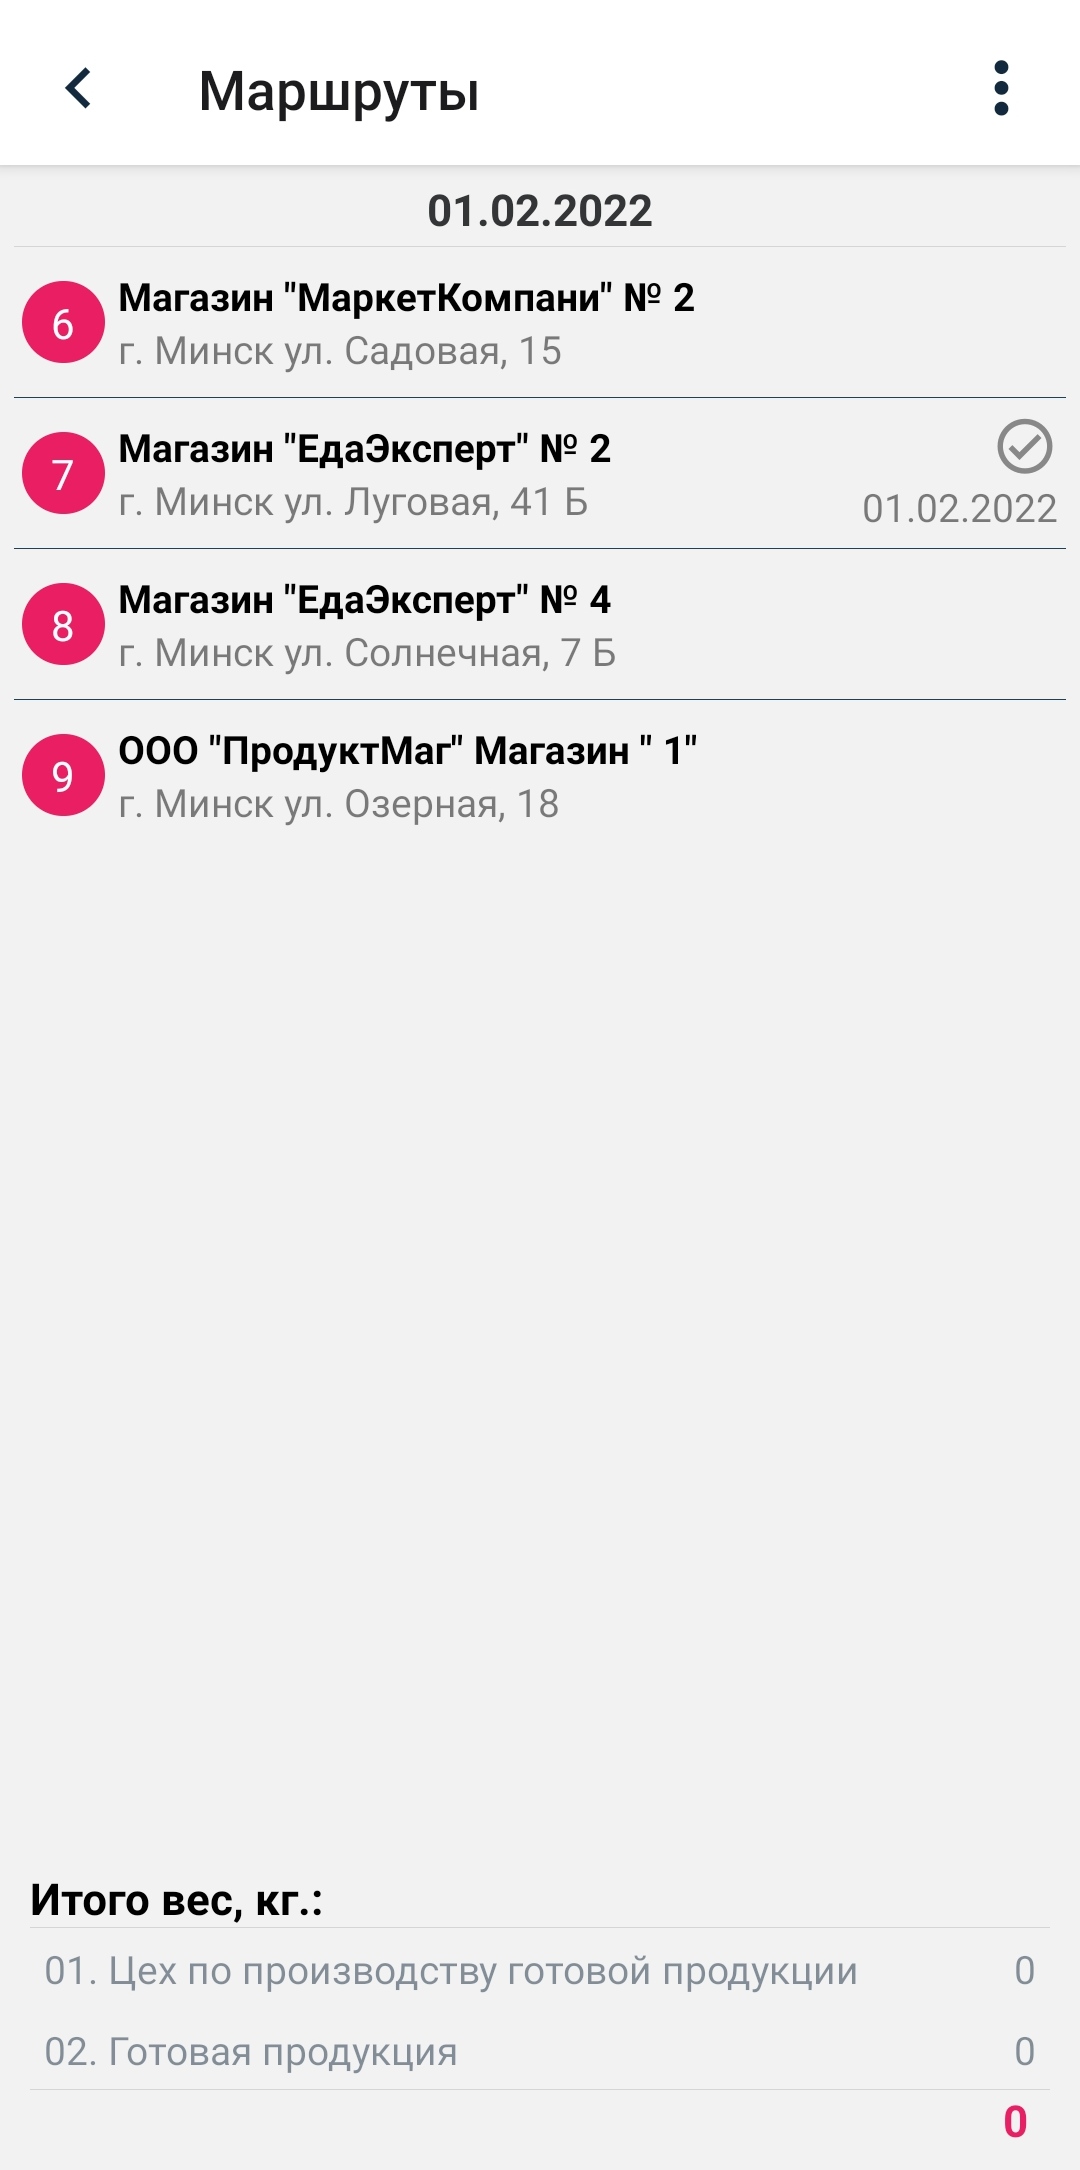 Маршруты
01.02.2022
6
Магазин "МаркетКомпани" № 2
г. Минск ул. Садовая, 15
7
Магазин "ЕдаЭксперт" № 2
г. Минск ул. Луговая, 41 Б
01.02.2022
8
Магазин "ЕдаЭксперт" № 4
г. Минск ул. Солнечная, 7 Б
9
ООО "ПродуктМаг" Магазин " 1"
г. Минск ул. Озерная, 18
Итого вес, кг.:
01. Цех по производству готовой продукции 0
02. Готовая продукция 0
0